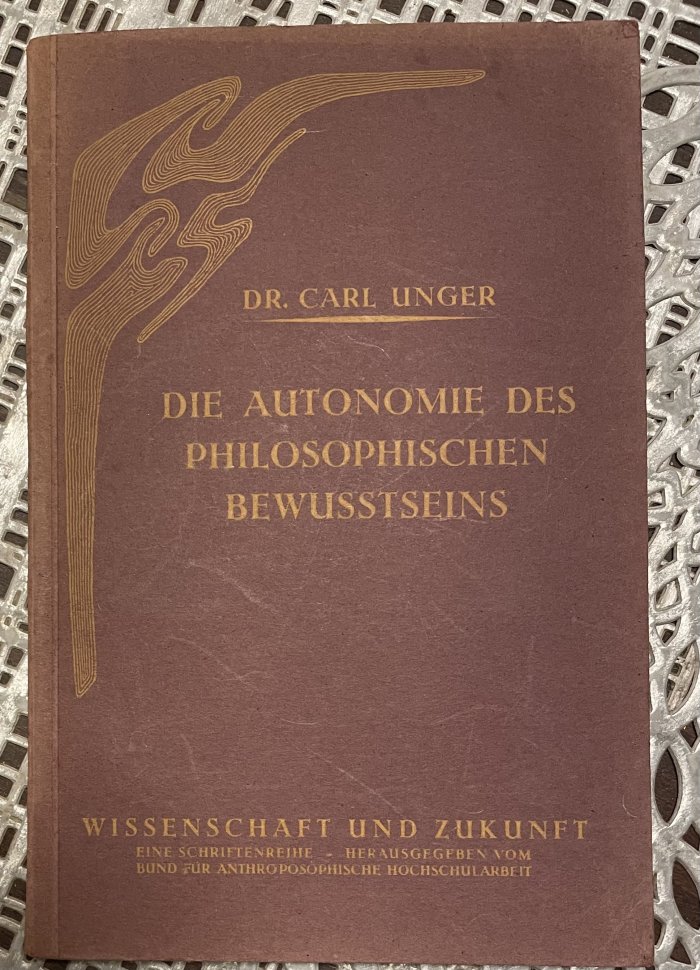 DR. CARL UNGER
DIE AUTONOMIE DES
PHILOSOPHISCHEN
BEWUSSTSEINS
WISSENSCHAFT UND ZUKUNFT
EINE SCHRIFTENREIHE - HERAUSGEGEBEN VOM
BUND FÜR ANTHROPOSOPHISCHE HOCHSCHULARBEIT